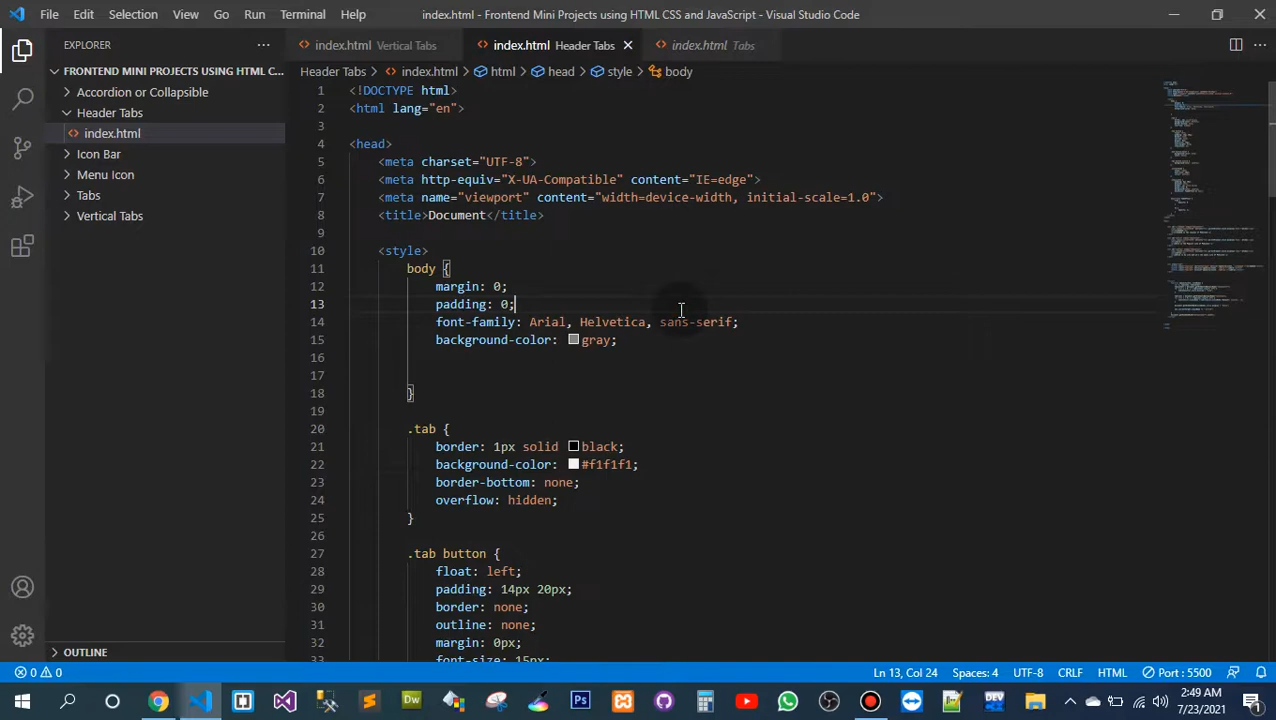 File Edit Selection View Go Run Terminal Help index.html - Frontend Mini Projects using HTML CSS and JavaScript - Visual Studio Code
EXPLORER
index.html Vertical Tabs index.html Header Tabs index.html Tabs
FRONTEND MINI PROJECTS USING HTML C...
Accordion or Collapsible
Header Tabs
index.html
Icon Bar
Menu Icon
Tabs
Vertical Tabs
OUTLINE
Header Tabs > index.html > html > head > style > body
1 <!DOCTYPE html>
2 <html lang="en">
3
4 <head>
5 <meta charset="UTF-8">
6 <meta http-equiv="X-UA-Compatible" content="IE=edge">
7 <meta name="viewport" content="width=device-width, initial-scale=1.0">
8 <title>Document</title>
9
10 <style>
11 body {
12 margin: 0;
13 padding: 0;
14 font-family: Arial, Helvetica, sans-serif;
15 background-color: gray;
16
17
18 }
19
20 .tab {
21 border: 1px solid black;
22 background-color: #f1f1f1;
23 border-bottom: none;
24 overflow: hidden;
25 }
26
27 .tab button {
28 float: left;
29 padding: 14px 20px;
30 border: none;
31 outline: none;
32 margin: 0px;
33 font-size: 15px;
0 0 Ln 13, Col 24 Spaces: 4 UTF-8 CRLF HTML Port : 5500
2:49 AM
7/23/2021